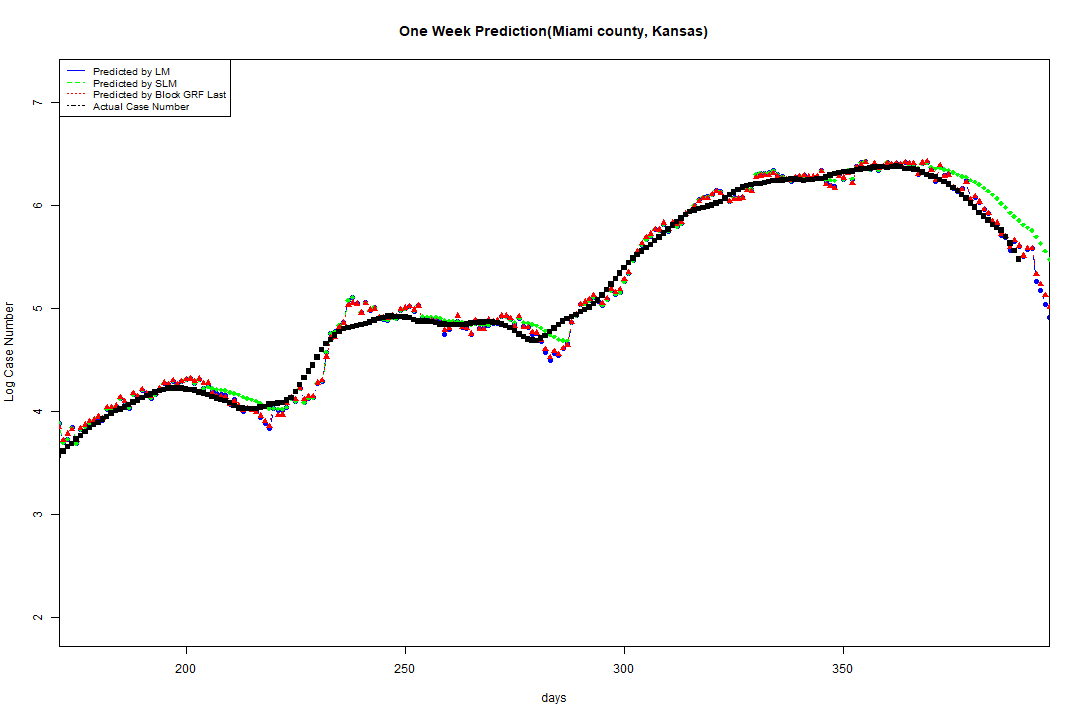 One Week Prediction(Miami county, Kansas)
Predicted by LM
Predicted by SLM
Predicted by Block GRF Last
Actual Case Number
Log Case Number
7
6
5
4
3
2
200 250 300 350
days